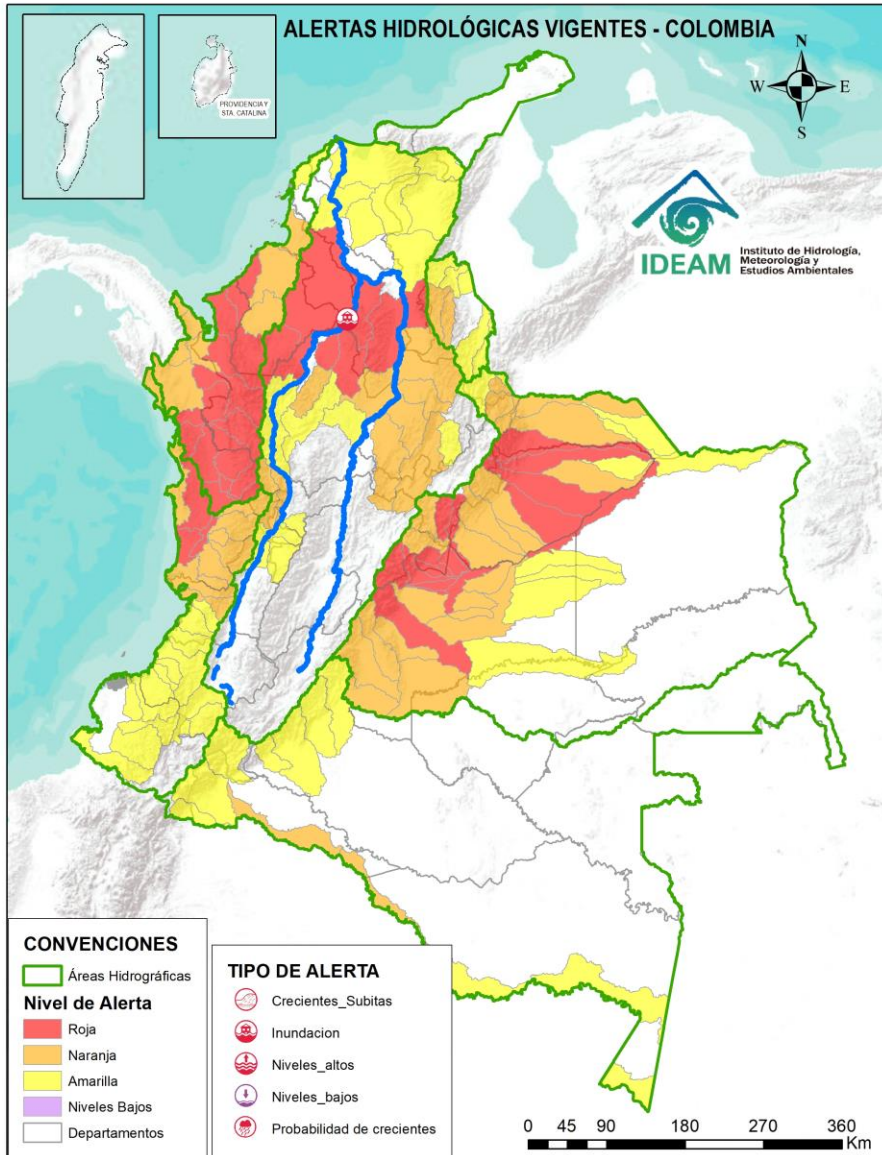 ALERTAS HIDROLÓGICAS VIGENTES - COLOMBIA
PROVIDENCIA Y
STA. CATALINA
N
W
E
S
IDEAM
Instituto de Hidrología,
Meteorología y
Estudios Ambientales
CONVENCIONES
Áreas Hidrográficas
Nivel de Alerta
Roja
Naranja
Amarilla
Niveles Bajos
Departamentos
TIPO DE ALERTA
Crecientes_Subitas
Inundacion
Niveles_altos
Niveles_bajos
Probabilidad de crecientes
0 45 90 180 270 360
Km